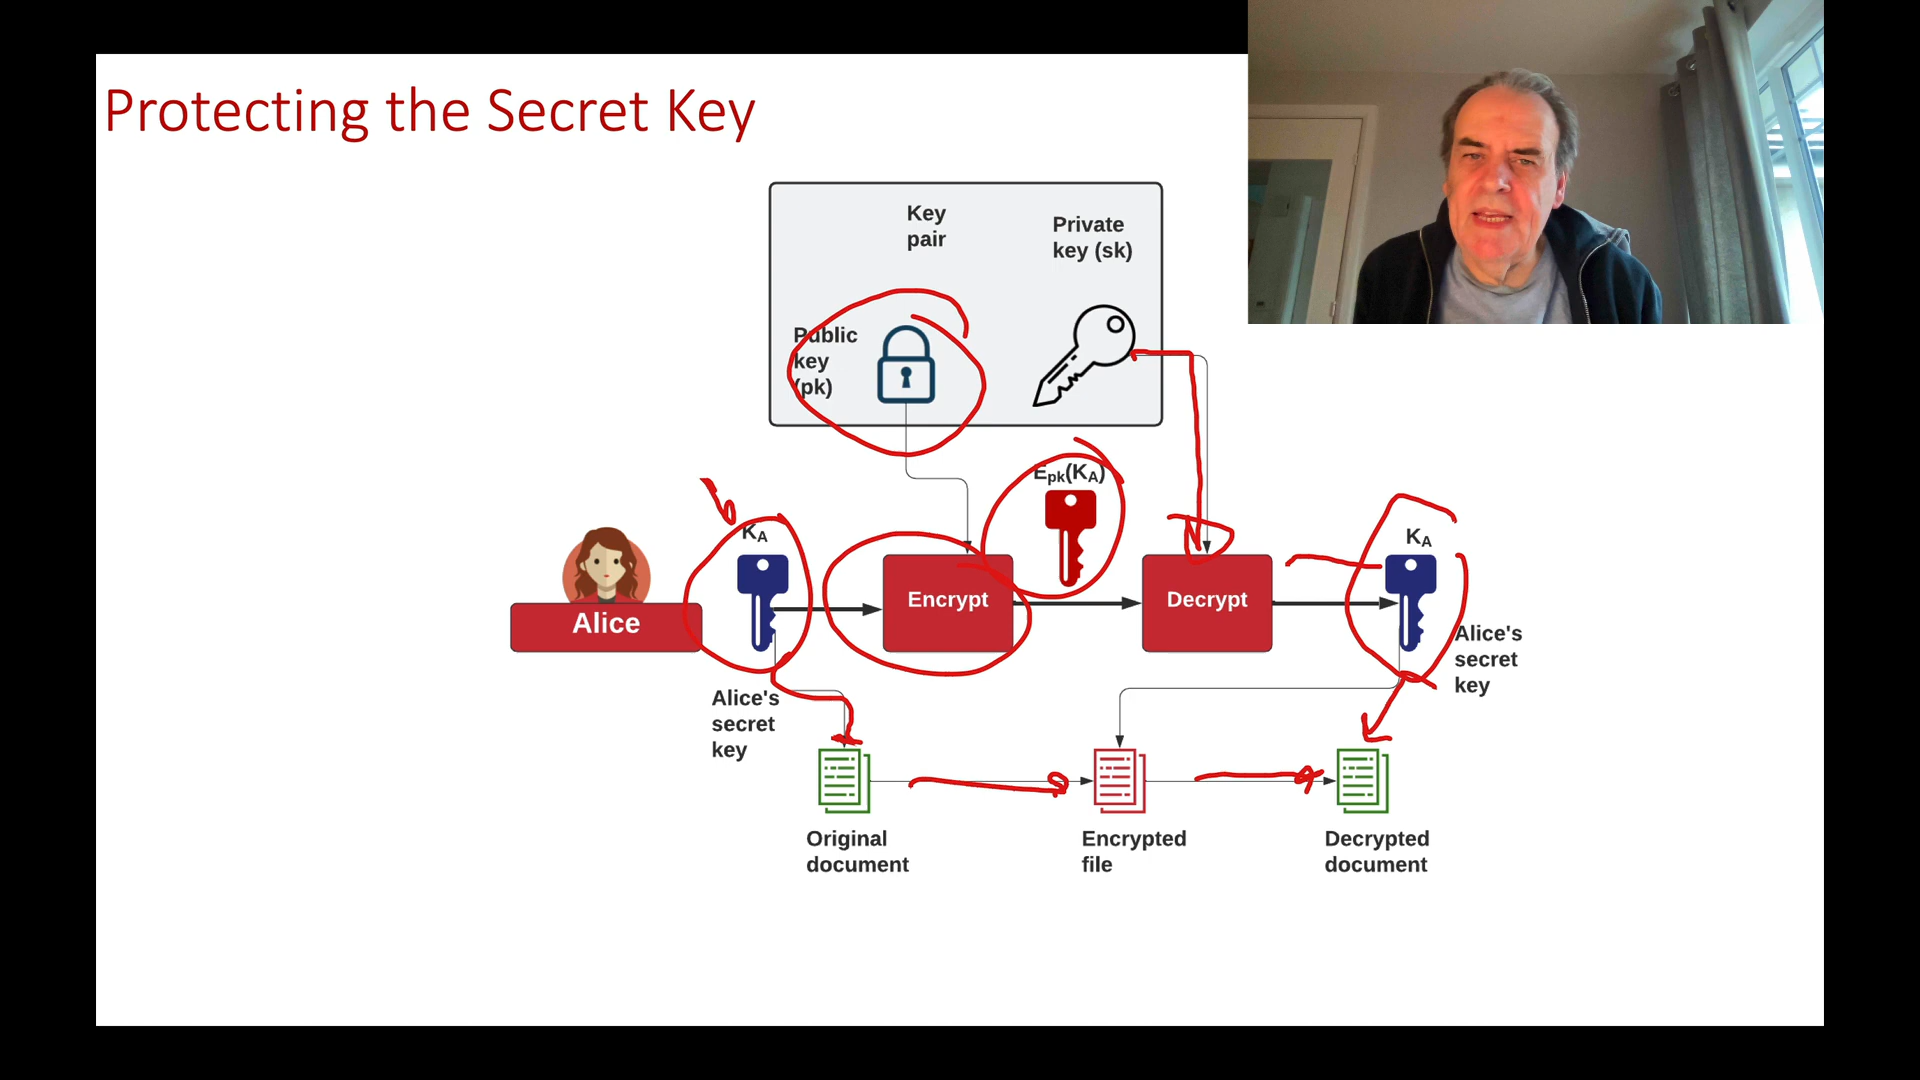 Protecting the Secret Key
Key
pair
Private
key (sk)
Public
key
(pk)
Epk(KA)
KA
KA
Encrypt
Decrypt
Alice
Alice's
secret
key
Alice's
secret
key
Original
document
Encrypted
file
Decrypted
document